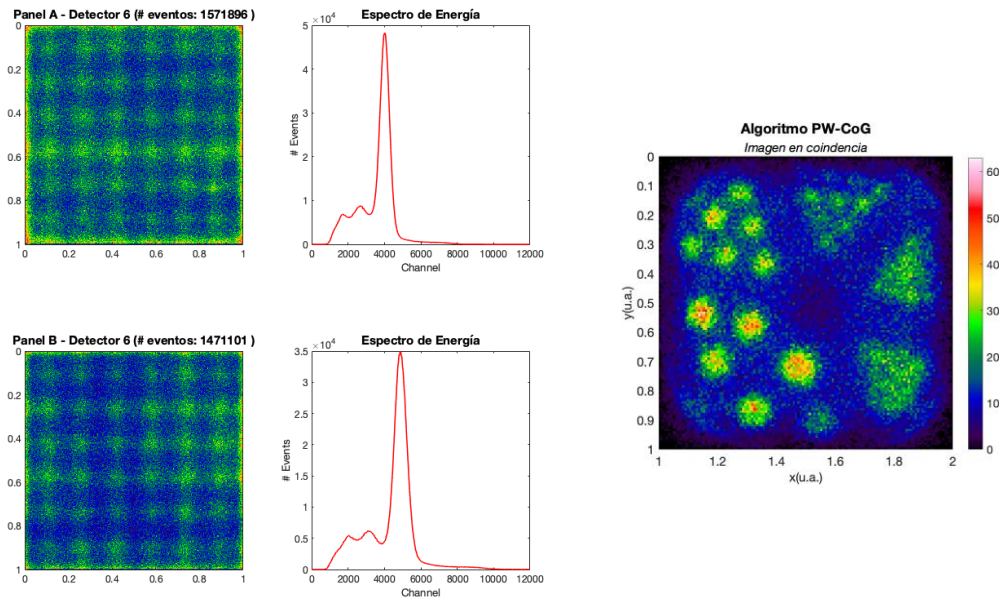 Panel A - Detector 6 (# eventos: 1571896 )
0
0.2
0.4
0.6
0.8
1
0 0.2 0.4 0.6 0.8 1
Espectro de Energía
×10⁴
5
4
3
2
1
0
# Events
0 2000 4000 6000 8000 10000 12000
Channel
Panel B - Detector 6 (# eventos: 1471101 )
0
0.2
0.4
0.6
0.8
1
0 0.2 0.4 0.6 0.8 1
Espectro de Energía
×10⁴
3.5
3
2.5
2
1.5
1
0.5
0
# Events
0 2000 4000 6000 8000 10000 12000
Channel
Algoritmo PW-CoG
Imagen en coindencia
0
0.1
0.2
0.3
0.4
0.5
0.6
0.7
0.8
0.9
1
y(u.a.)
1 1.2 1.4 1.6 1.8 2
x(u.a.)
60
50
40
30
20
10
0